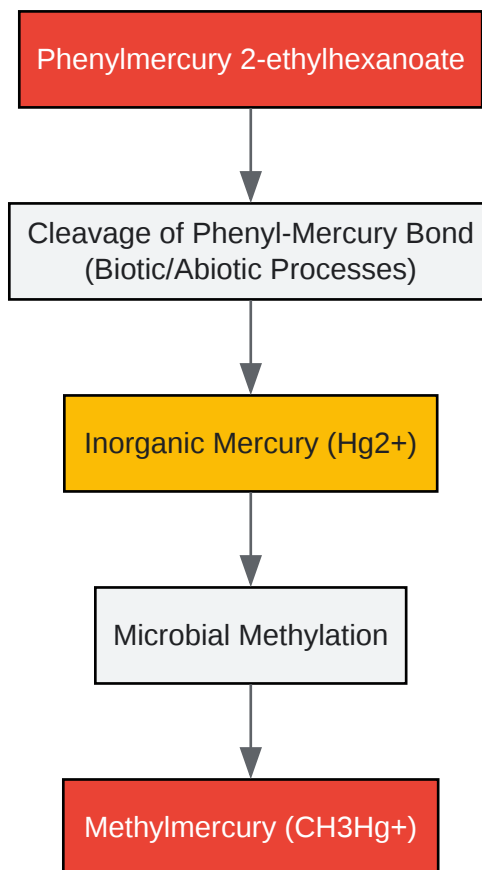 Phenylmercury 2-ethylhexanoate
Cleavage of Phenyl-Mercury Bond
(Biotic/Abiotic Processes)
Inorganic Mercury (Hg2+)
Microbial Methylation
Methylmercury (CH3Hg+)